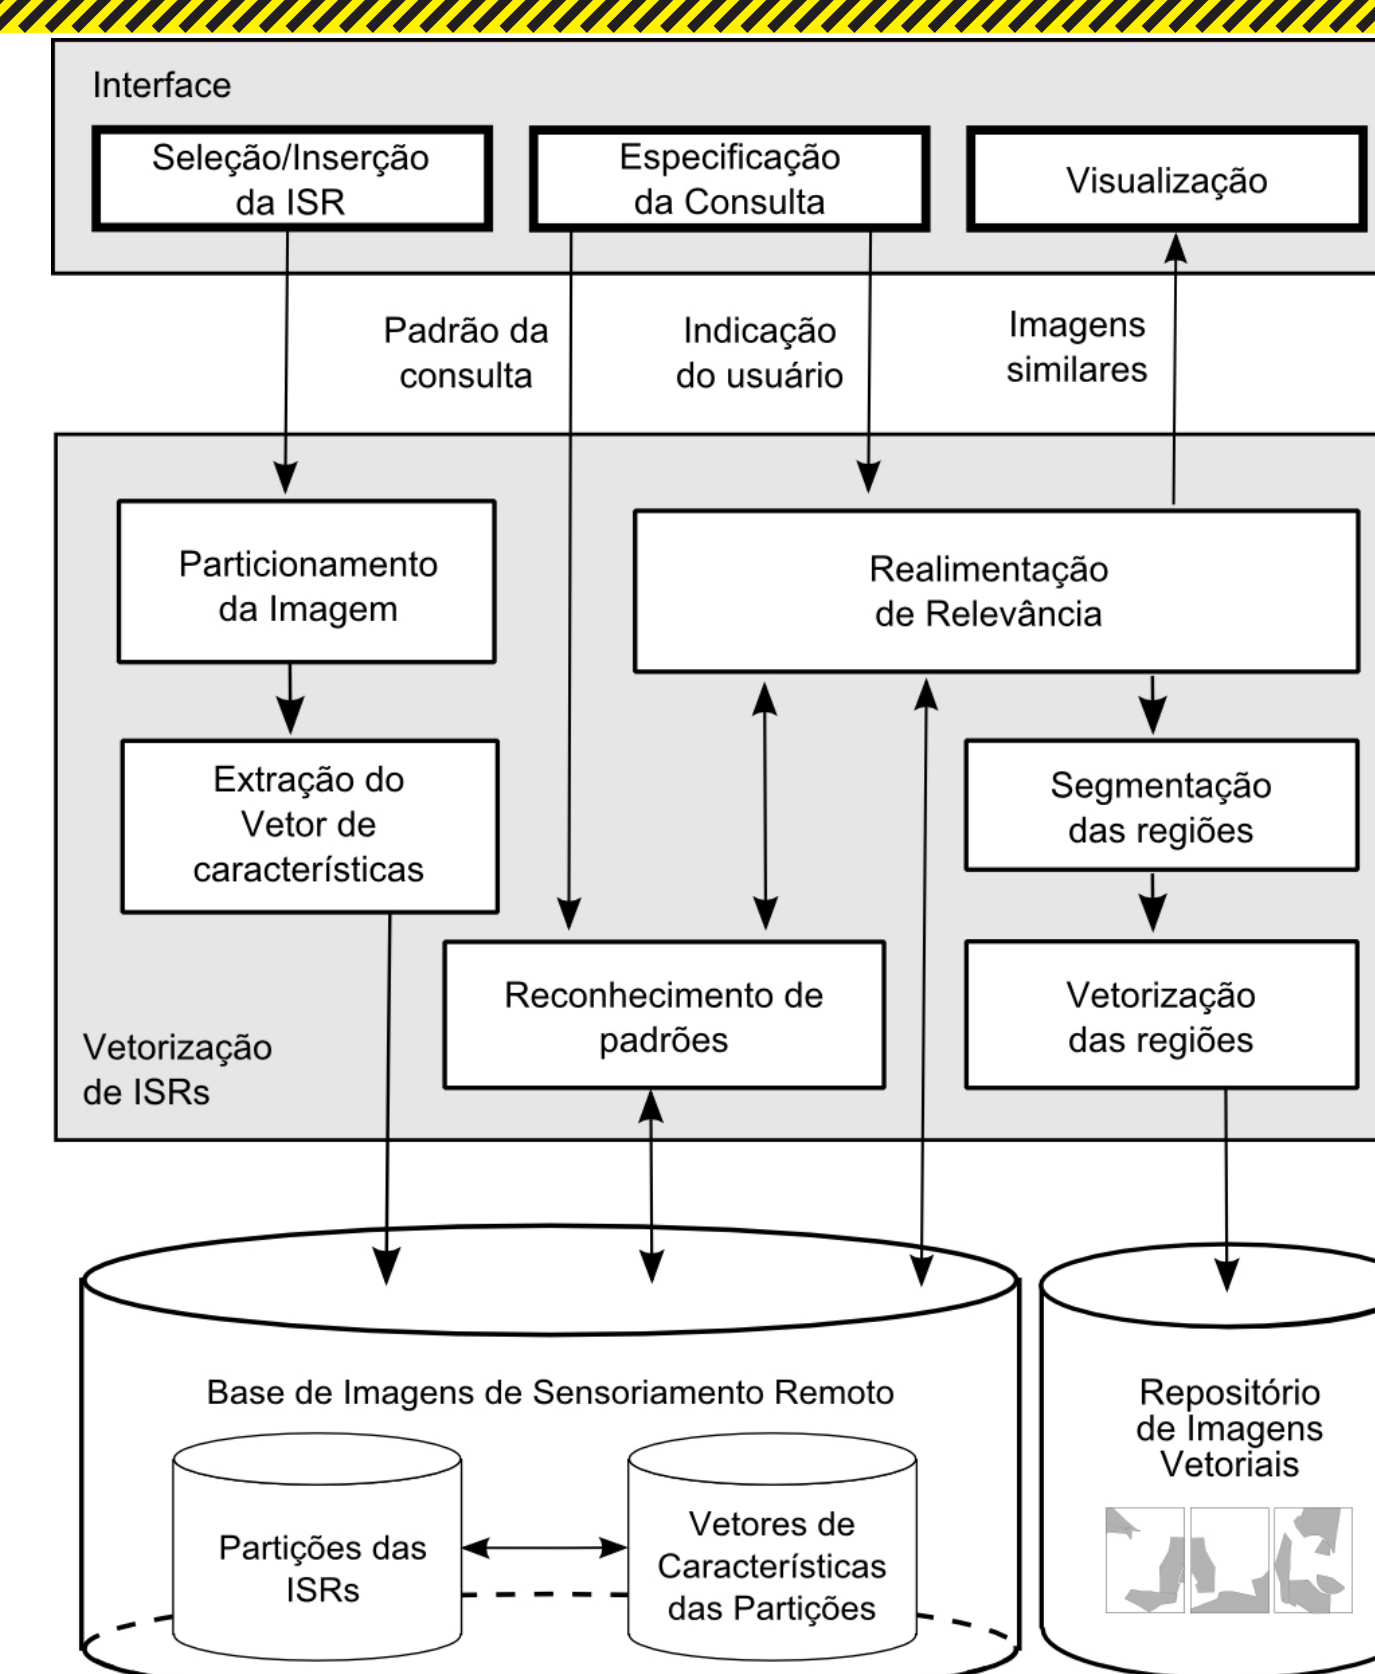 Interface
Seleção/Inserção
da ISR
Especificação
da Consulta
Visualização
Padrão da
consulta
Indicação
do usuário
Imagens
similares
Particionamento
da Imagem
Realimentação
de Relevância
Extração do
Vetor de
características
Segmentação
das regiões
Reconhecimento de
padrões
Vetorização
das regiões
Vetorização
de ISRs
Base de Imagens de Sensoriamento Remoto
Repositório
de Imagens
Vetoriais
Partições das
ISRs
Vetores de
Características
das Partições